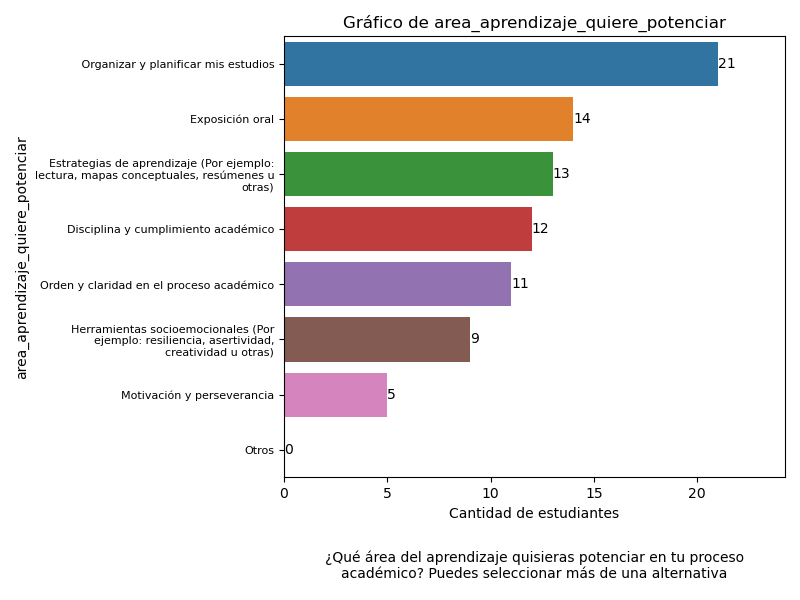 Gráfico de area_aprendizaje_quiere_potenciar
area_aprendizaje_quiere_potenciar
Organizar y planificar mis estudios
21
Exposición oral
14
Estrategias de aprendizaje (Por ejemplo:
lectura, mapas conceptuales, resúmenes u
otras)
13
Disciplina y cumplimiento académico
12
Orden y claridad en el proceso académico
11
Herramientas socioemocionales (Por
ejemplo: resiliencia, asertividad,
creatividad u otras)
9
Motivación y perseverancia
5
Otros
0
0 5 10 15 20
Cantidad de estudiantes
¿Qué área del aprendizaje quisieras potenciar en tu proceso
académico? Puedes seleccionar más de una alternativa